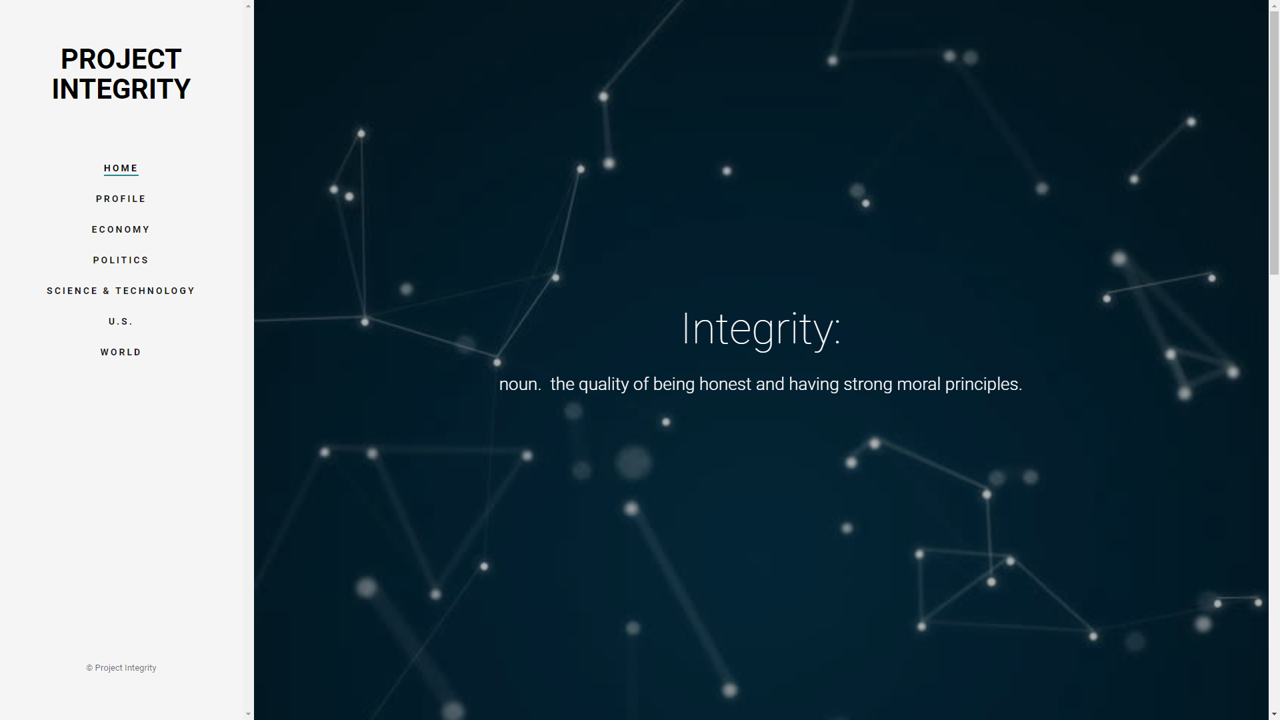 PROJECT
INTEGRITY
HOME
PROFILE
ECONOMY
POLITICS
SCIENCE & TECHNOLOGY
U.S.
WORLD
© Project Integrity
Integrity:
noun.  the quality of being honest and having strong moral principles.